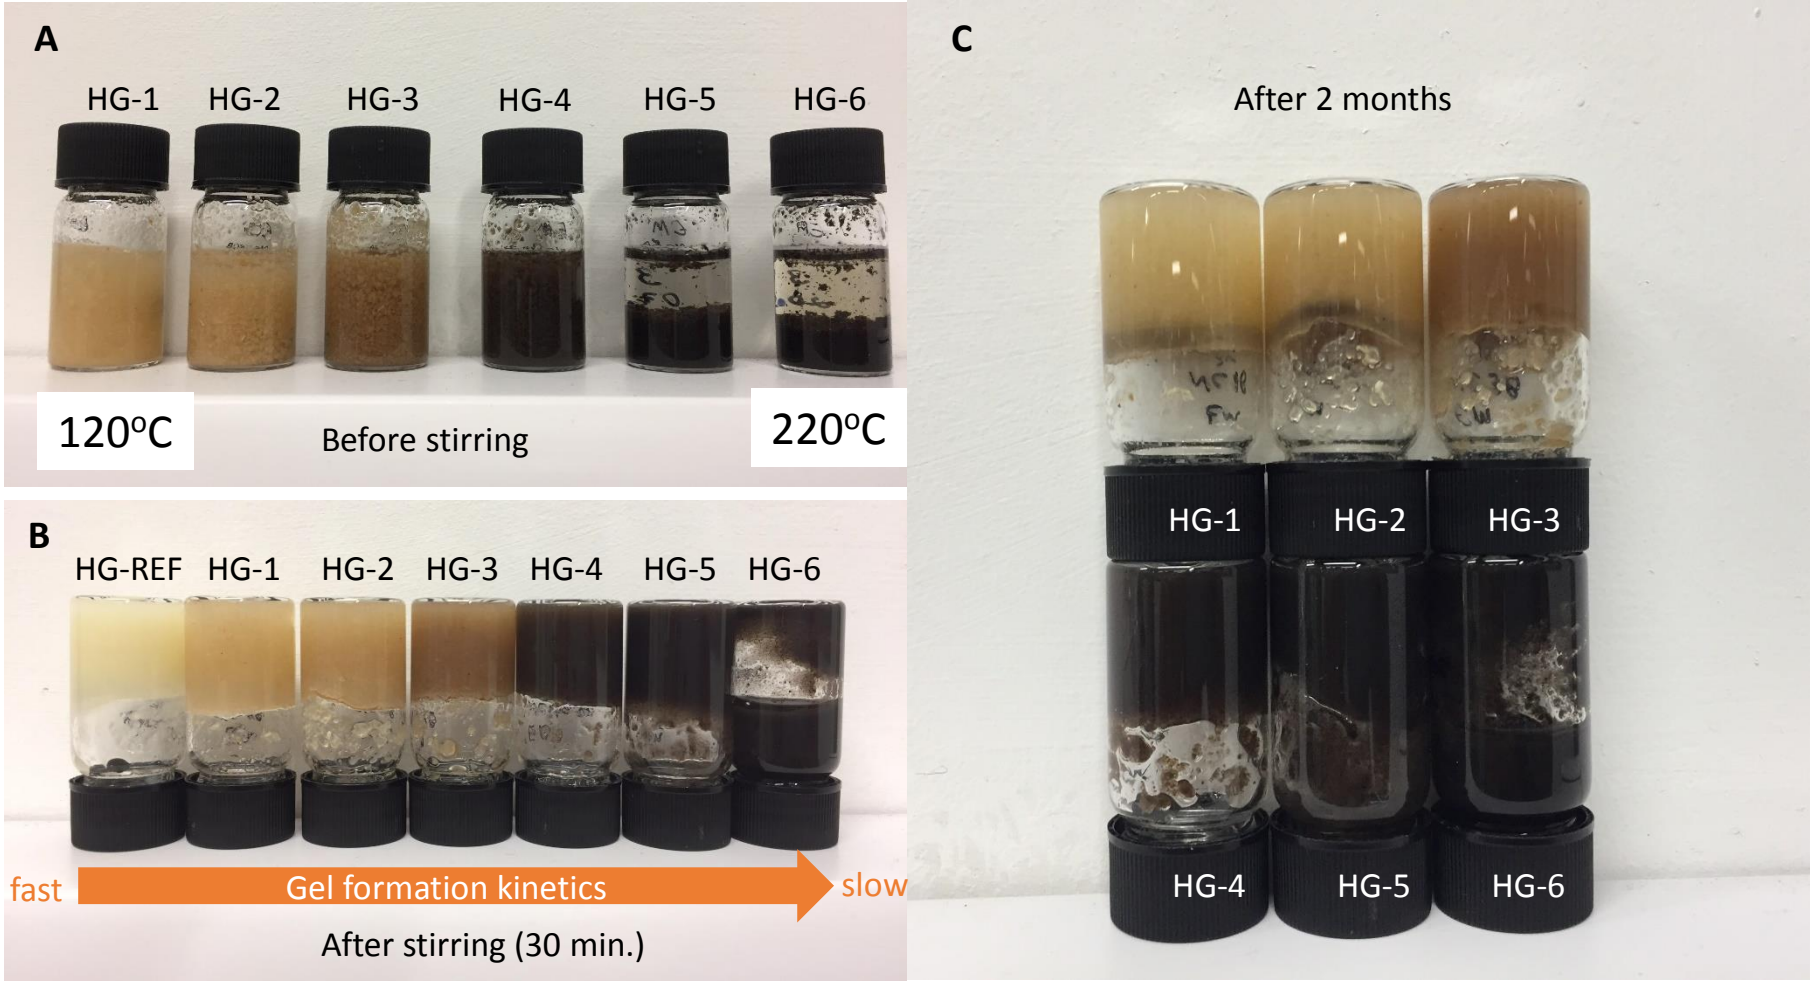 A
HG-1 HG-2 HG-3 HG-4 HG-5 HG-6
120°C
Before stirring
220°C
B
HG-REF HG-1 HG-2 HG-3 HG-4 HG-5 HG-6
fast
Gel formation kinetics
slow
After stirring (30 min.)
C
After 2 months
HG-1 HG-2 HG-3
HG-4 HG-5 HG-6